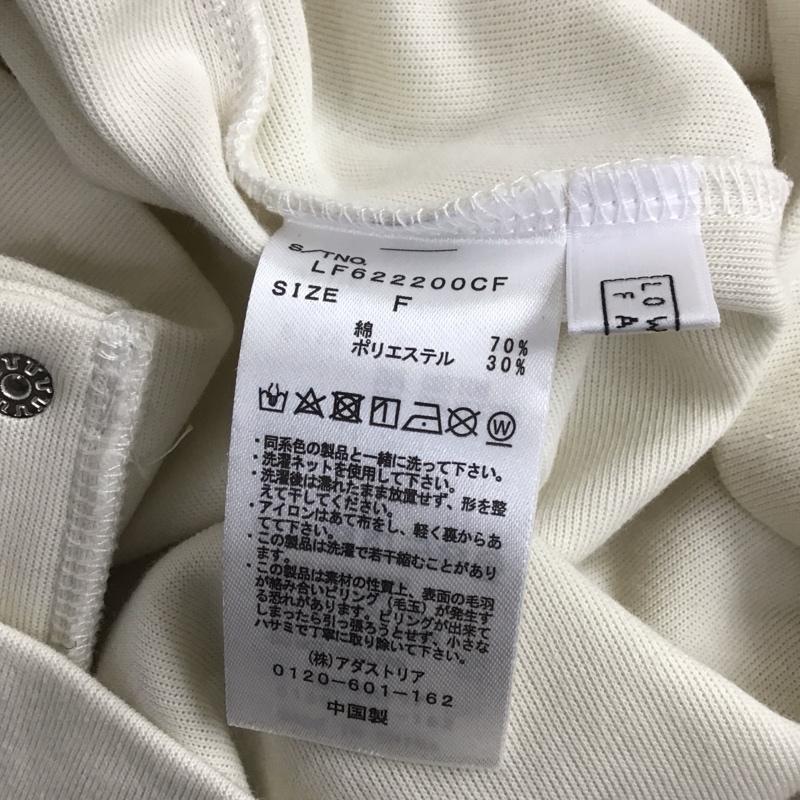 S/TNO.
LF622200CF
SIZE F
綿 70%
ポリエステル 30%
W
・同系色の製品と一緒に洗って下さい。
・洗濯ネットを使用して下さい。
・洗濯後は濡れたまま放置せず、形を整
えて干してください。
・アイロンはあて布をし、軽く裏からあ
てて下さい。
・この製品は洗濯で若干縮むことがあり
ます。
・この製品は素材の性質上、表面の毛羽
が絡み合いピリング（毛玉）が発生す
る恐れがあります。ピリングが出来て
しまったら引っ張ろうとせず、小さな
ハサミで丁寧に取り除いて下さい。
(株)アダストリア
0120-601-162
中国製
LOW
FA